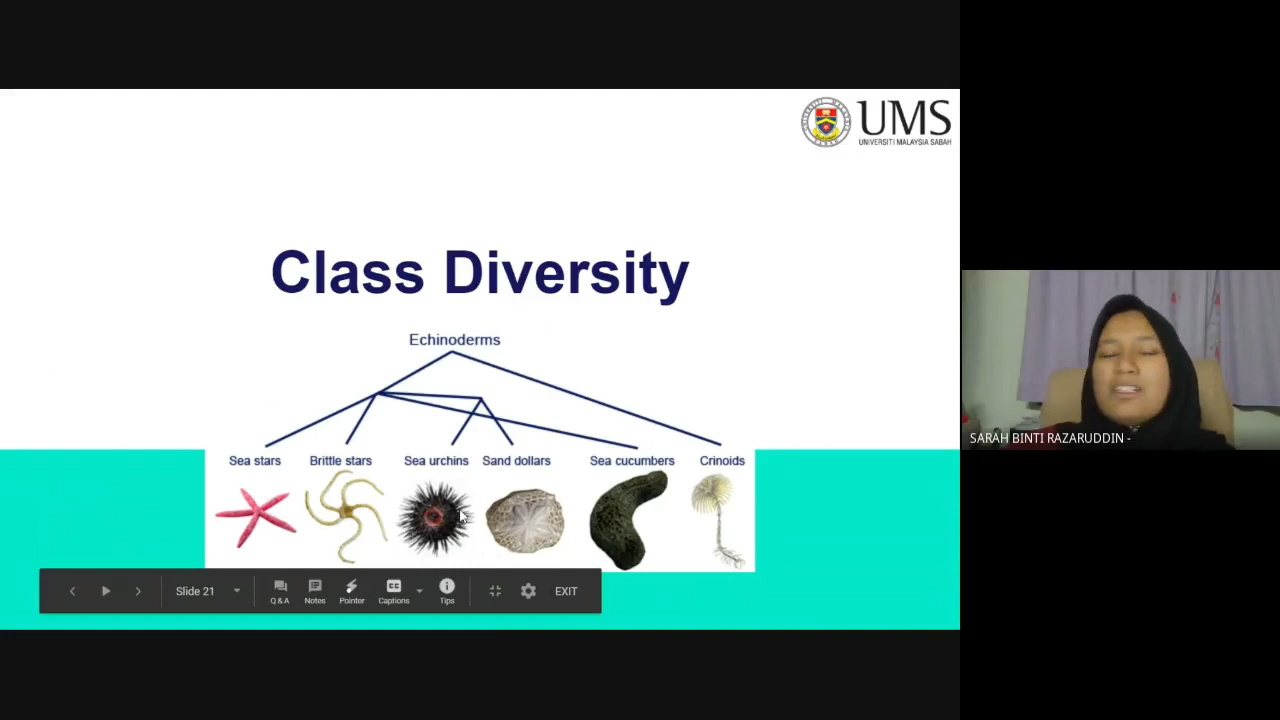 UMS
UNIVERSITI MALAYSIA SABAH
Class Diversity
Echinoderms
Sea stars Brittle stars Sea urchins Sand dollars Sea cucumbers Crinoids
SARAH BINTI RAZARUDDIN -
Slide 21 Q & A Notes Pointer CC Captions Tips EXIT